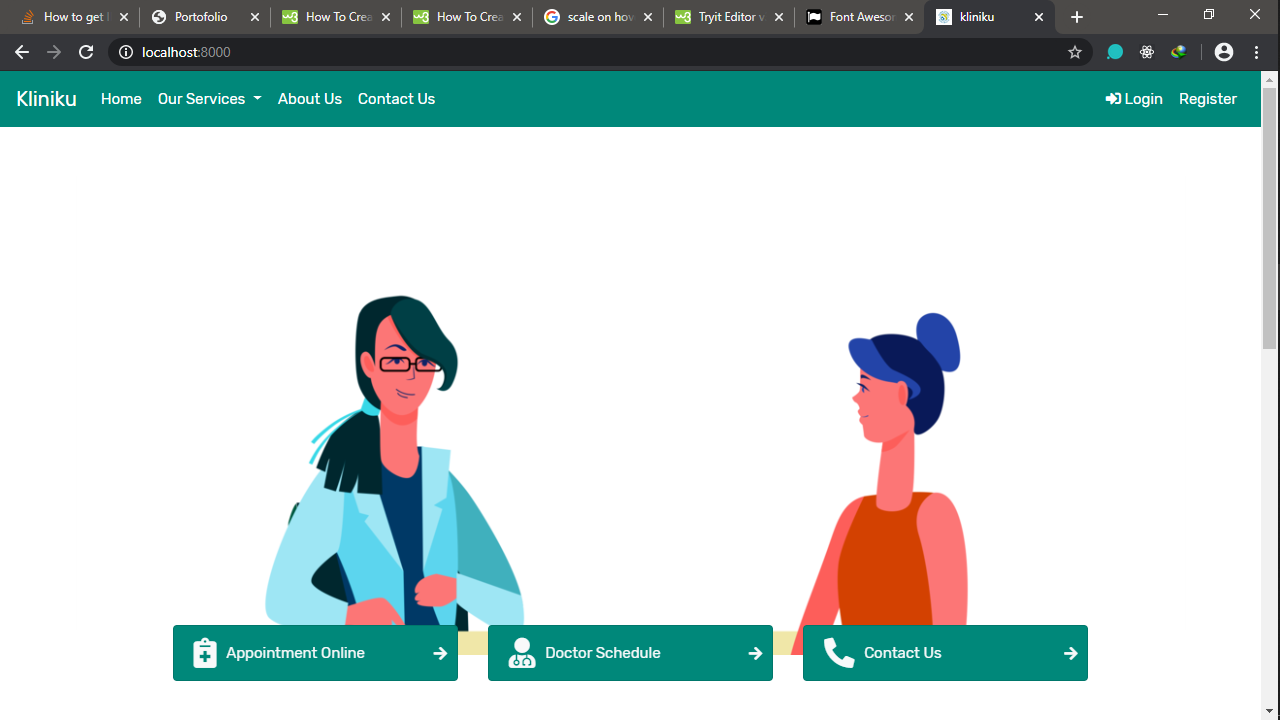 How to get
Portofolio
How To Crea
How To Crea
scale on hov
Tryit Editor v
Font Awesor
kliniku
localhost:8000
Kliniku Home Our Services About Us Contact Us Login Register
Appointment Online
Doctor Schedule
Contact Us